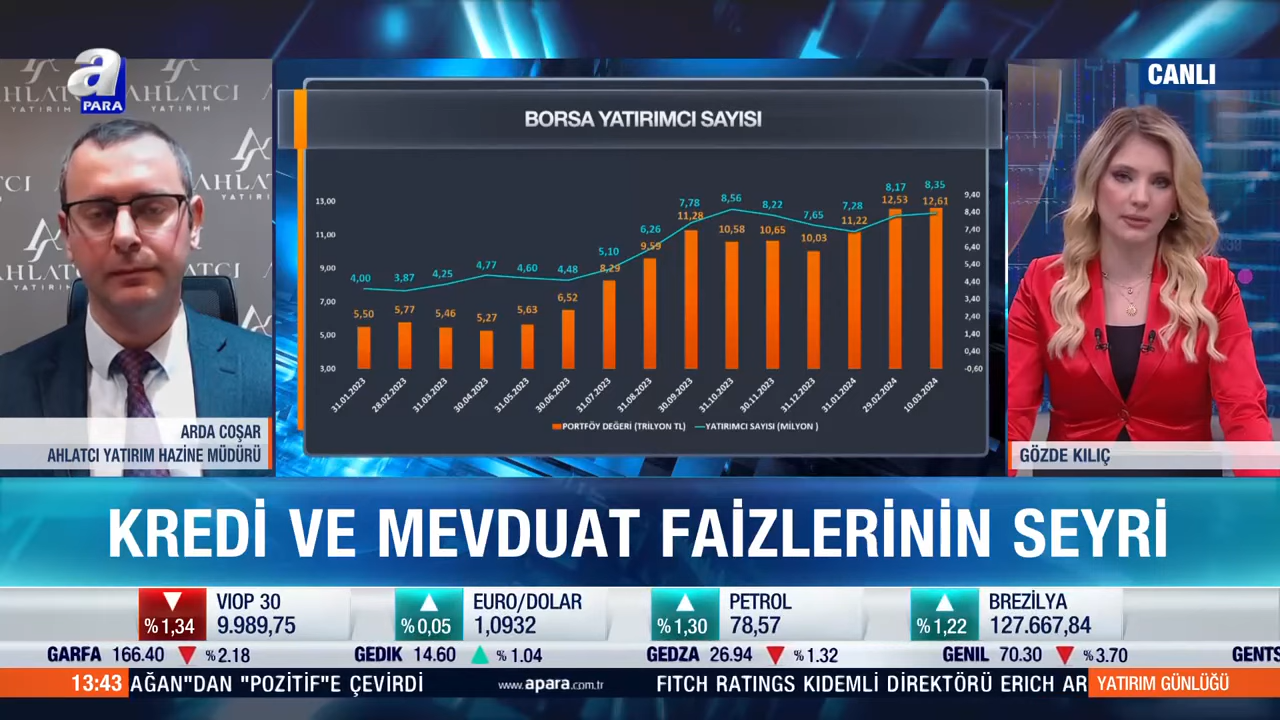 a
PARA
AHLATCI
YATIRIM
AHLATCI
YATIRIM
CANLI
BORSA YATIRIMCI SAYISI
13,00
11,00
9,00
7,00
5,00
3,00
9,40
8,40
7,40
6,40
5,40
4,40
3,40
2,40
1,40
0,40
-0,60
4,00 3,87 4,25 4,77 4,60 4,48 5,10 6,26 7,78 8,56 8,22 7,65 7,28 8,17 8,35
5,50 5,77 5,46 5,27 5,63 6,52 8,29 9,59 11,28 10,58 10,65 10,03 11,22 12,53 12,61
31.01.2023 28.02.2023 31.03.2023 30.04.2023 31.05.2023 30.06.2023 31.07.2023 31.08.2023 30.09.2023 31.10.2023 30.11.2023 31.12.2023 31.01.2024 29.02.2024 10.03.2024
PORTFÖY DEĞERİ (TRİLYON TL) YATIRIMCI SAYISI (MİLYON )
ARDA COŞAR
AHLATCI YATIRIM HAZİNE MÜDÜRÜ
GÖZDE KILIÇ
KREDİ VE MEVDUAT FAİZLERİNİN SEYRİ
%1,34 VIOP 30 9.989,75
%0,05 EURO/DOLAR 1,0932
%1,30 PETROL 78,57
%1,22 BREZİLYA 127.667,84
GARFA 166.40 %2.18 GEDIK 14.60 %1.04 GEDZA 26.94 %1.32 GENIL 70.30 %3.70 GENTS
13:43 AĞAN"DAN "POZİTİF"E ÇEVİRDİ www.apara.com.tr FITCH RATINGS KIDEMLİ DİREKTÖRÜ ERICH AR YATIRIM GÜNLÜĞÜ